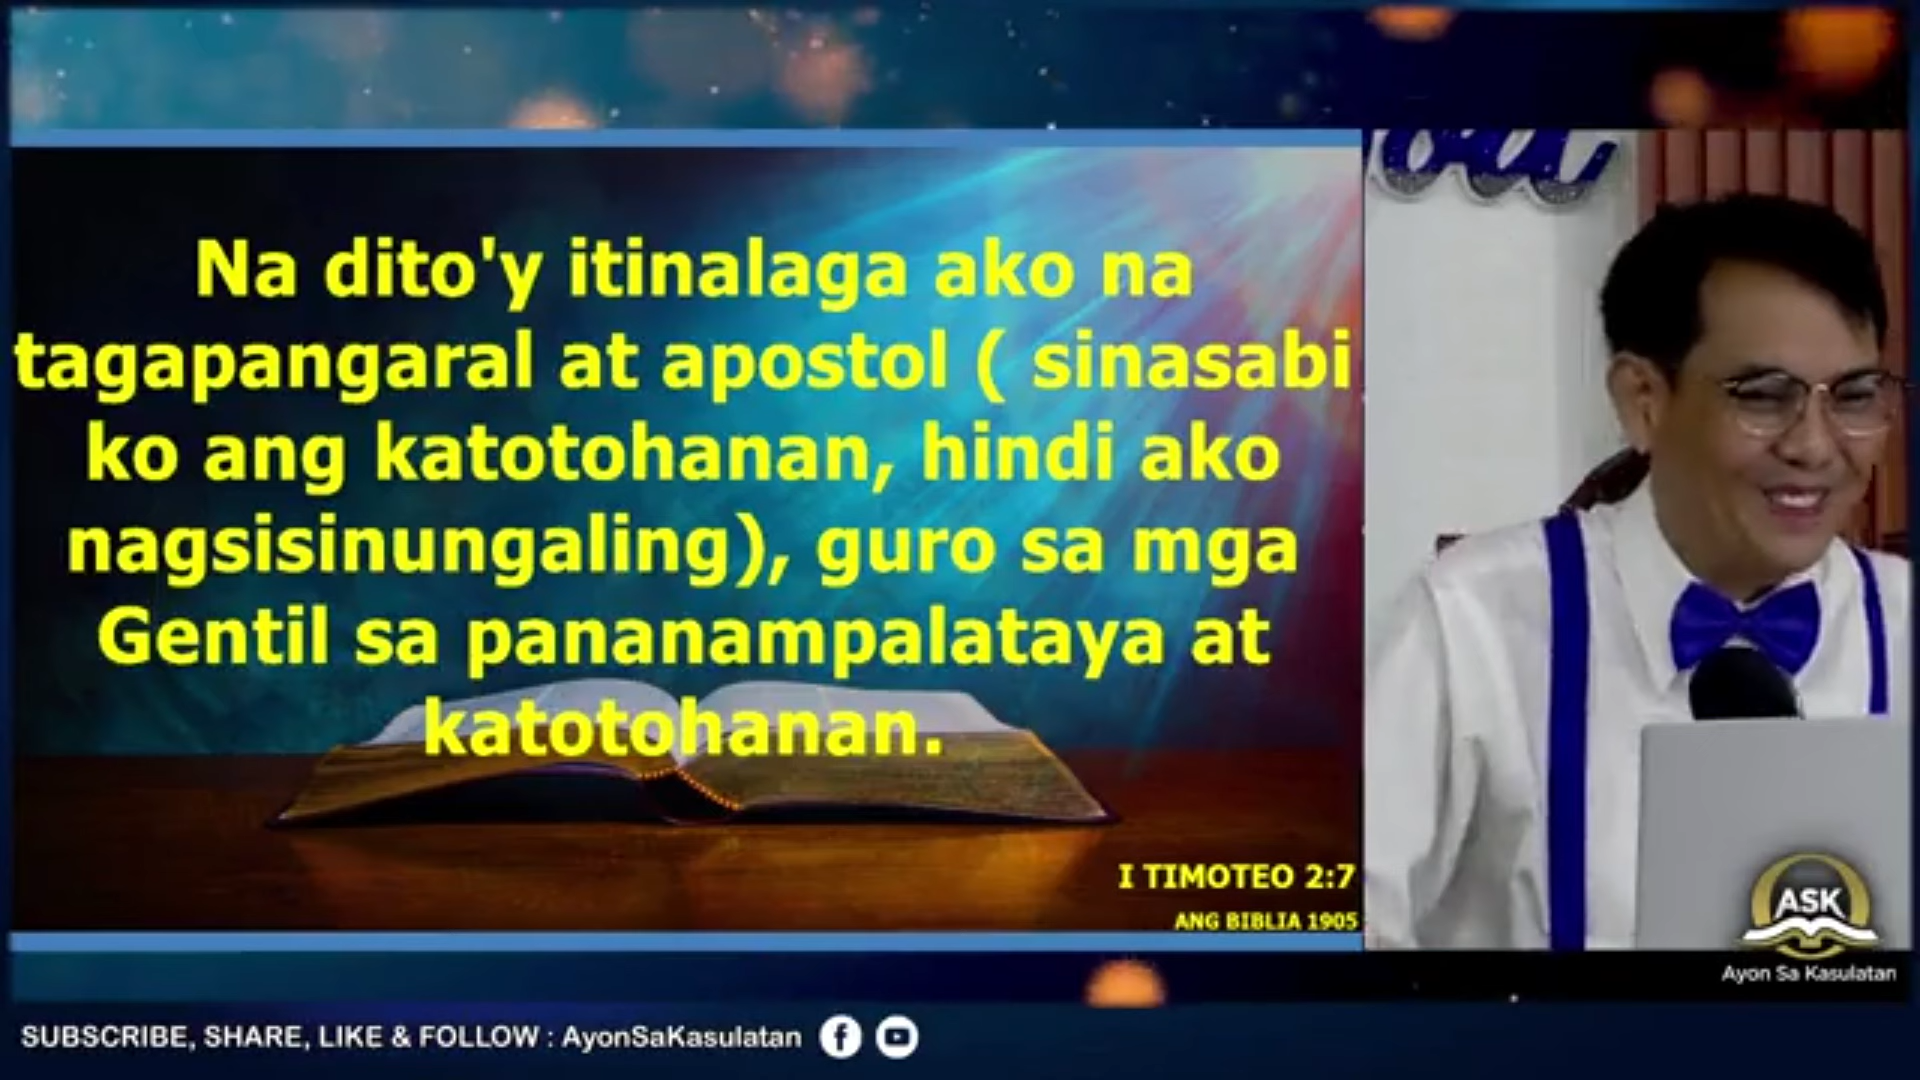 Na dito'y itinalaga ako na
tagapangaral at apostol ( sinasabi
ko ang katotohanan, hindi ako
nagsisinungaling), guro sa mga
Gentil sa pananampalataya at
katotohanan.
I TIMOTEO 2:7
ANG BIBLIA 1905
ASK
Ayon Sa Kasulatan
SUBSCRIBE, SHARE, LIKE & FOLLOW : AyonSaKasulatan